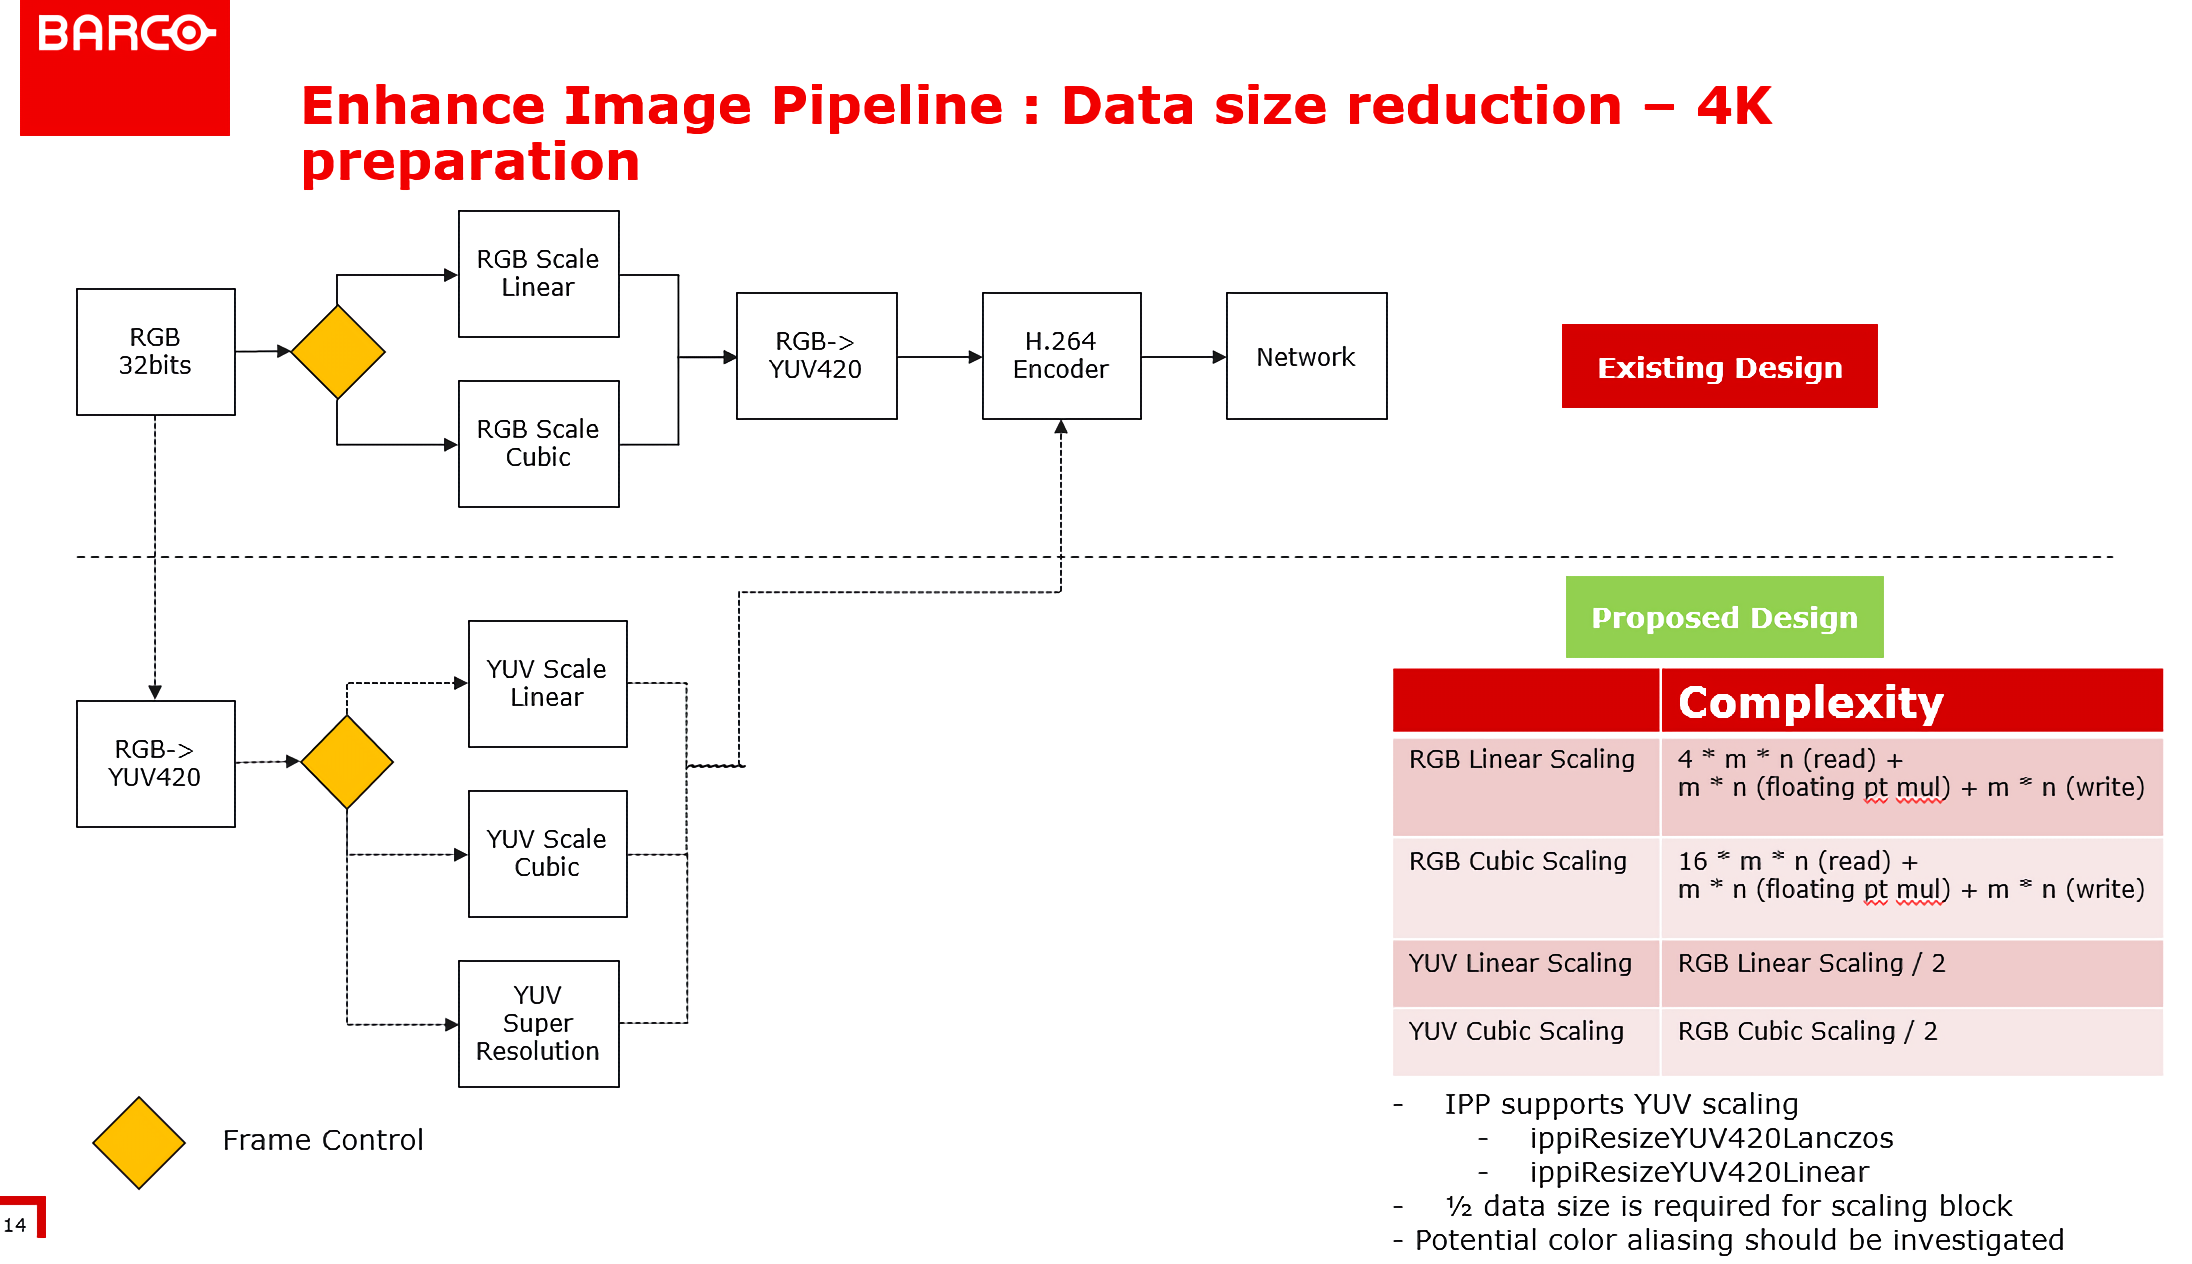 BARCO
Enhance Image Pipeline : Data size reduction – 4K
preparation
RGB
32bits
RGB Scale
Linear
RGB Scale
Cubic
RGB->
YUV420
H.264
Encoder
Network
Existing Design
Proposed Design
RGB->
YUV420
YUV Scale
Linear
YUV Scale
Cubic
YUV
Super
Resolution
Frame Control
Complexity
RGB Linear Scaling
4 * m * n (read) +
m * n (floating pt mul) + m * n (write)
RGB Cubic Scaling
16 * m * n (read) +
m * n (floating pt mul) + m * n (write)
YUV Linear Scaling
RGB Linear Scaling / 2
YUV Cubic Scaling
RGB Cubic Scaling / 2
- IPP supports YUV scaling
- ippiResizeYUV420Lanczos
- ippiResizeYUV420Linear
- ½ data size is required for scaling block
- Potential color aliasing should be investigated
14